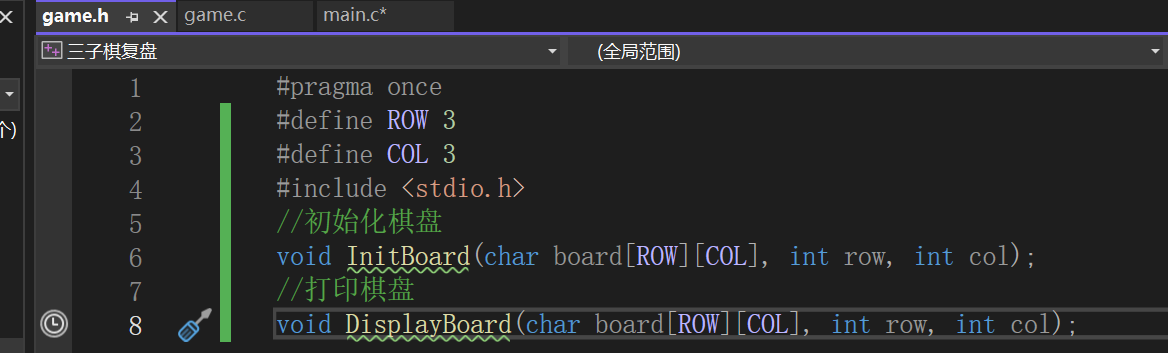 game.h game.c main.c*
三子棋复盘 (全局范围)
个)
1 #pragma once
2 #define ROW 3
3 #define COL 3
4 #include <stdio.h>
5 //初始化棋盘
6 void InitBoard(char board[ROW][COL], int row, int col);
7 //打印棋盘
8 void DisplayBoard(char board[ROW][COL], int row, int col);